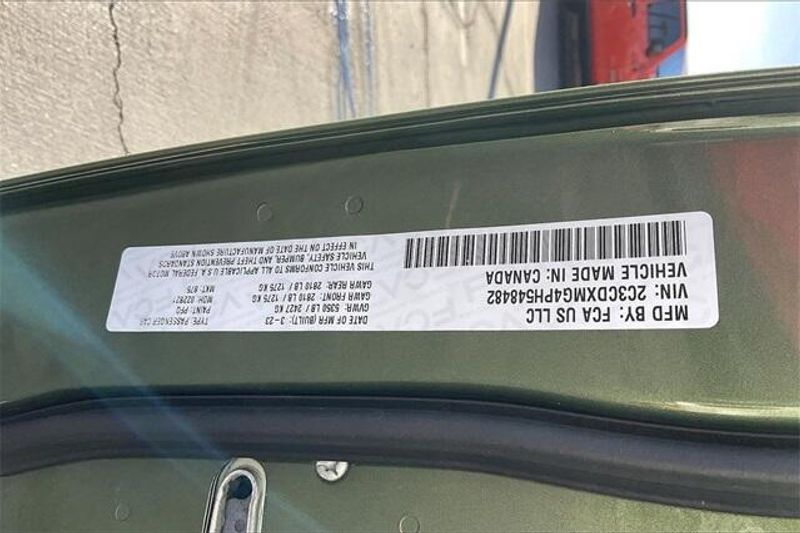 MFD BY: FCA US LLC
VIN: 2C3CDXMG4PH548482
VEHICLE MADE IN: CANADA
DATE OF MFR (BUILT): 3-23
GVWR: 5350 LB / 2427 KG
GAWR FRONT: 2810 LB / 1275 KG
GAWR REAR: 2810 LB / 1275 KG
THIS VEHICLE CONFORMS TO ALL APPLICABLE U.S.A. FEDERAL MOTOR
VEHICLE SAFETY, BUMPER, AND THEFT PREVENTION STANDARDS
IN EFFECT ON THE DATE OF MANUFACTURE SHOWN ABOVE
TYPE: PASSENGER CAR
PAINT: PFQ
MDH: 022821
MKT: 875